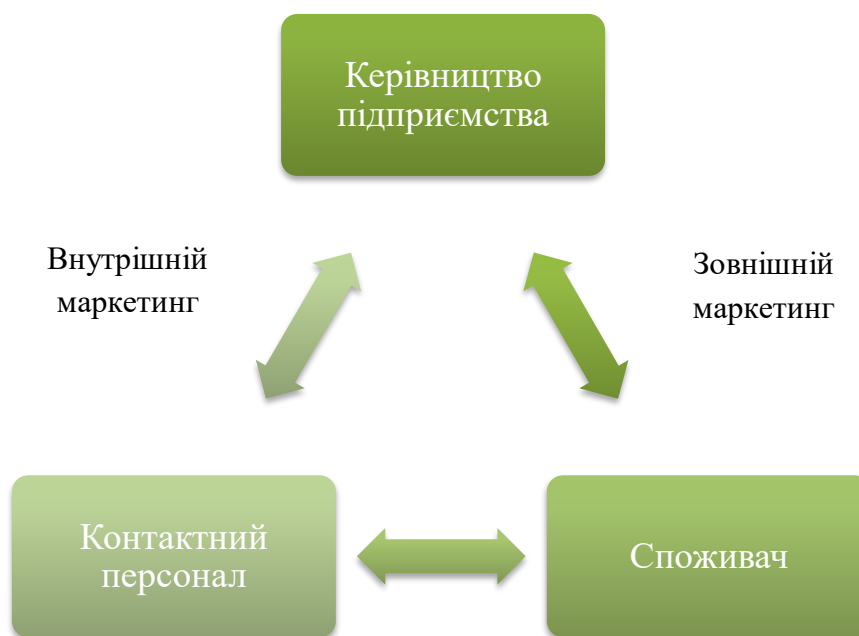 Керівництво
підприємства
Внутрішній
маркетинг
Зовнішній
маркетинг
Контактний
персонал
Споживач